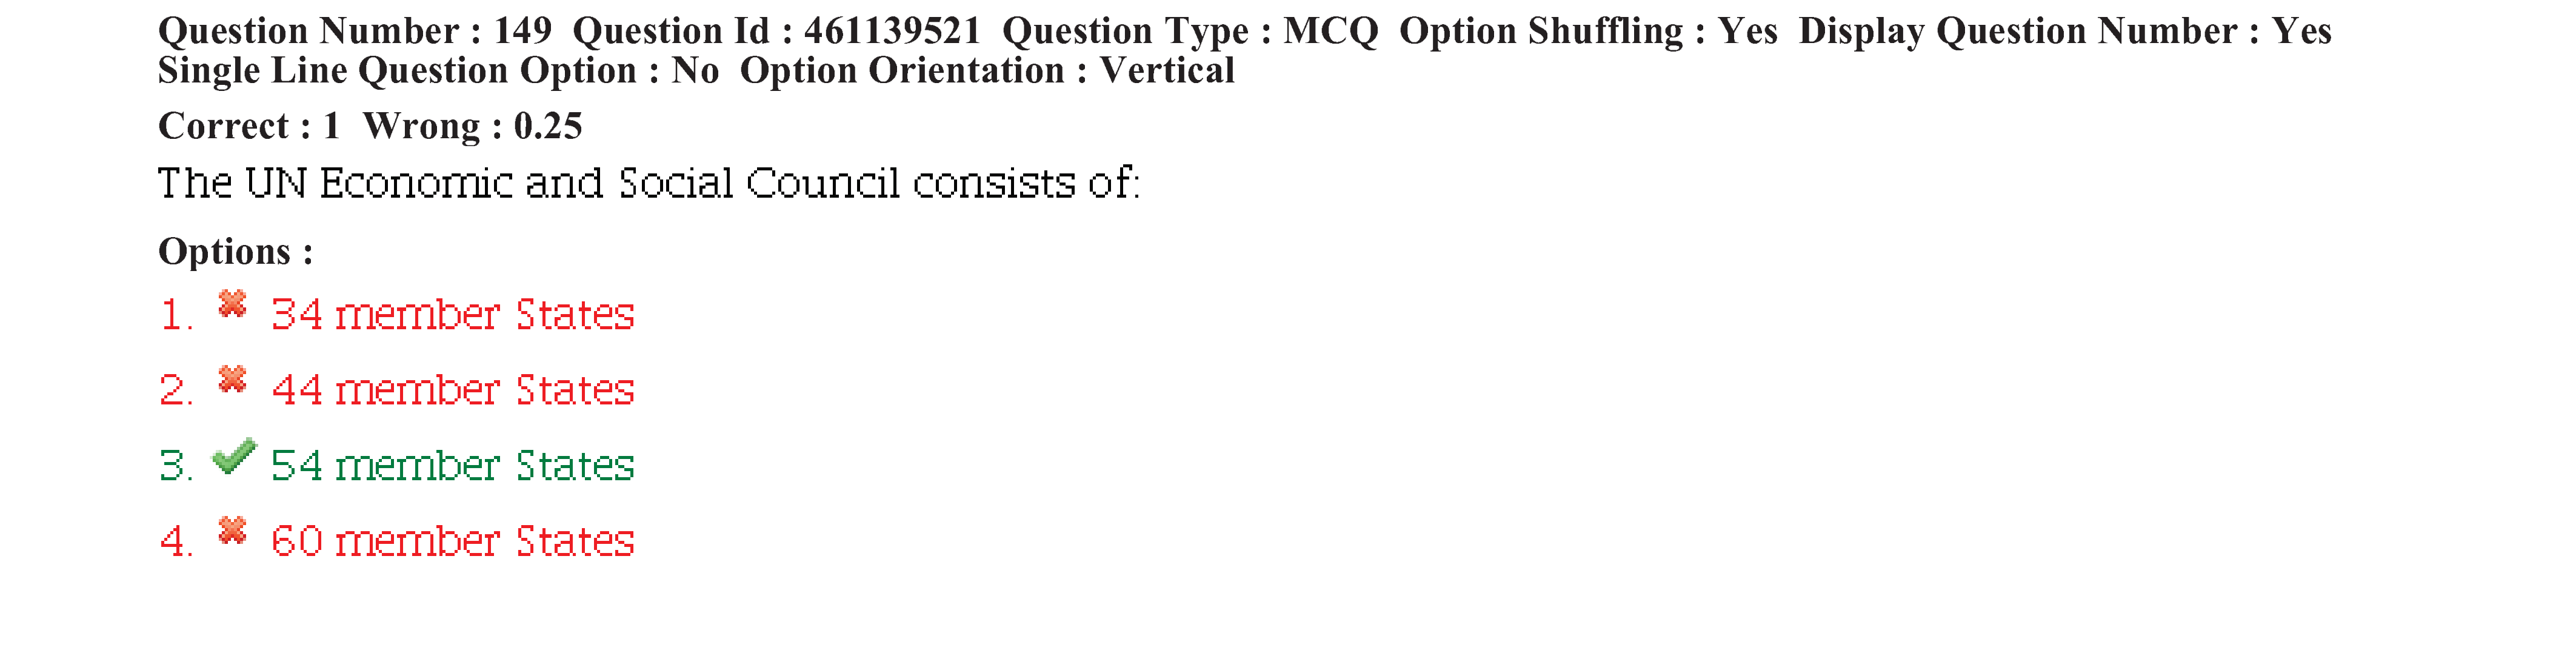 Question Number : 149 Question Id : 461139521 Question Type : MCQ Option Shuffling : Yes Display Question Number : Yes
Single Line Question Option : No Option Orientation : Vertical
Correct : 1 Wrong : 0.25
The UN Economic and Social Council consists of:
Options :
1. 34 member States
2. 44 member States
3. 54 member States
4. 60 member States